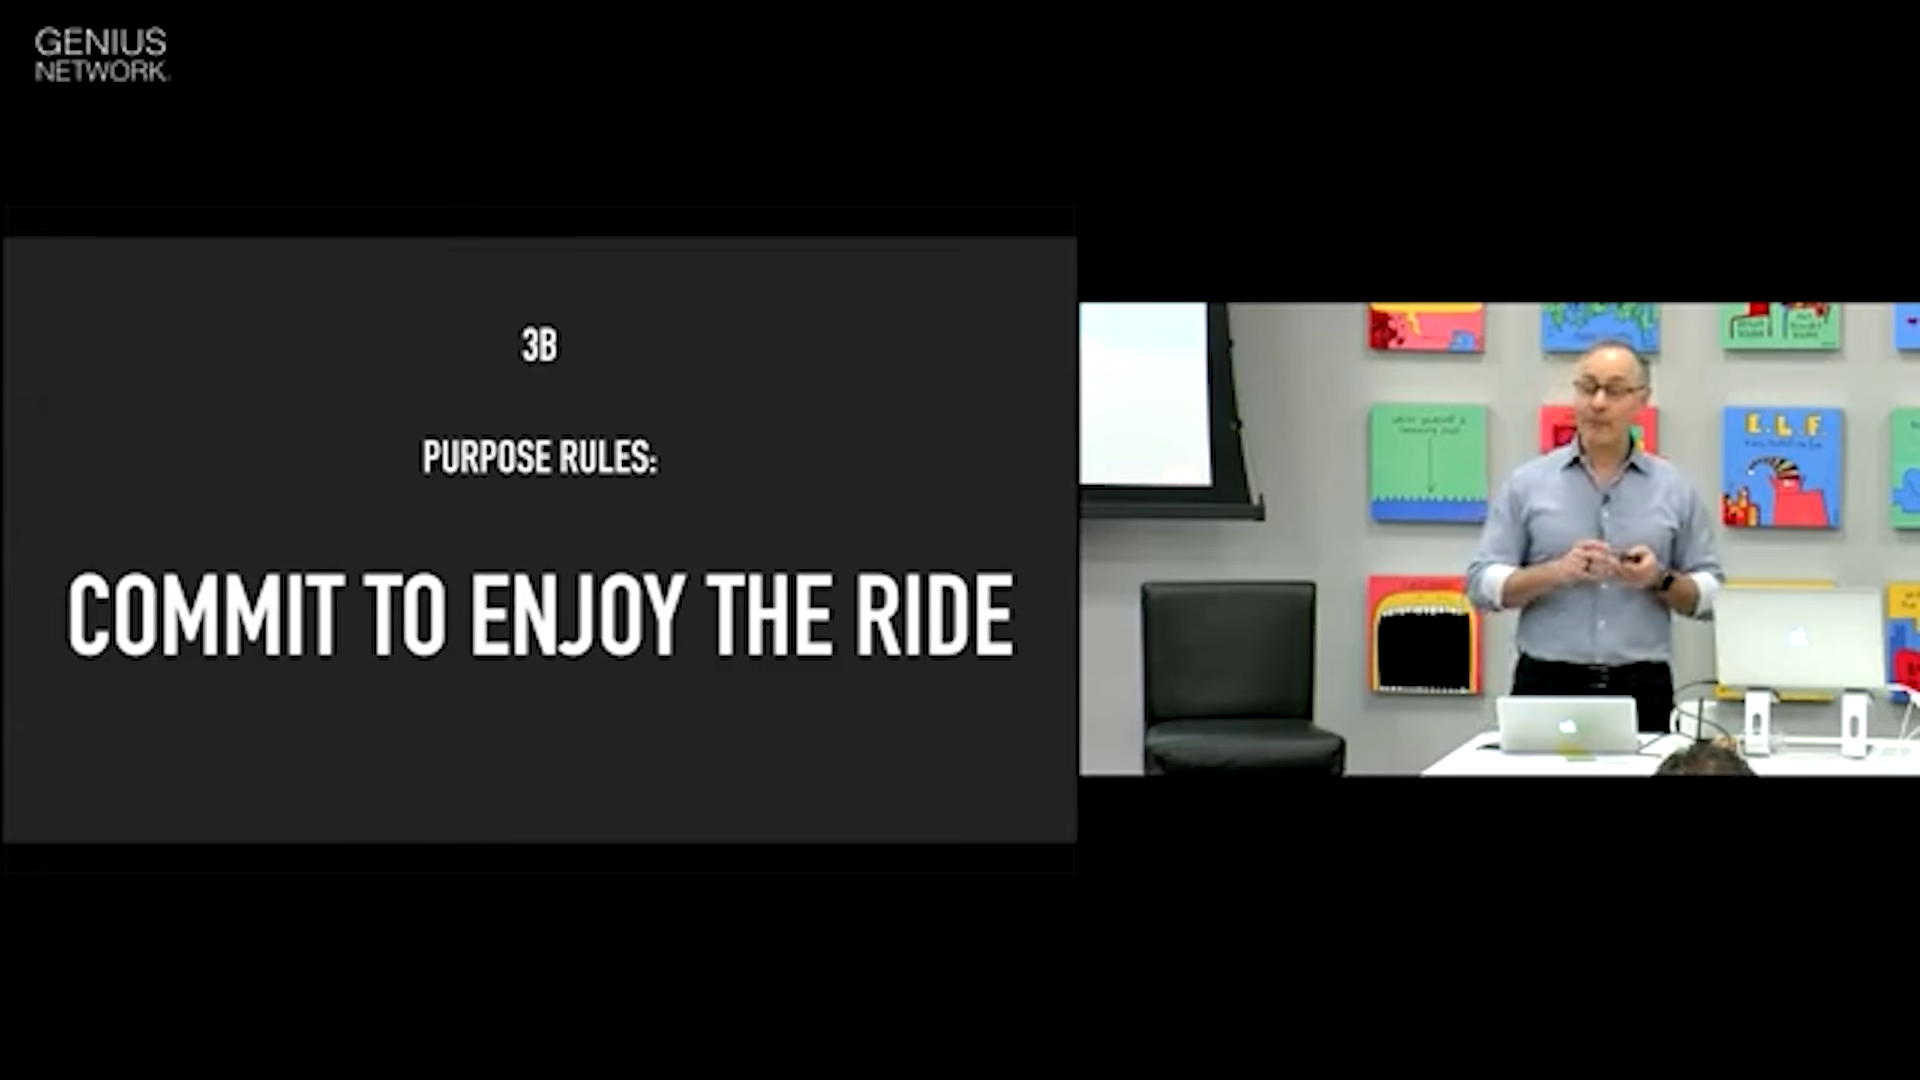 GENIUS
NETWORK
3B
PURPOSE RULES:
COMMIT TO ENJOY THE RIDE
E.L.F.